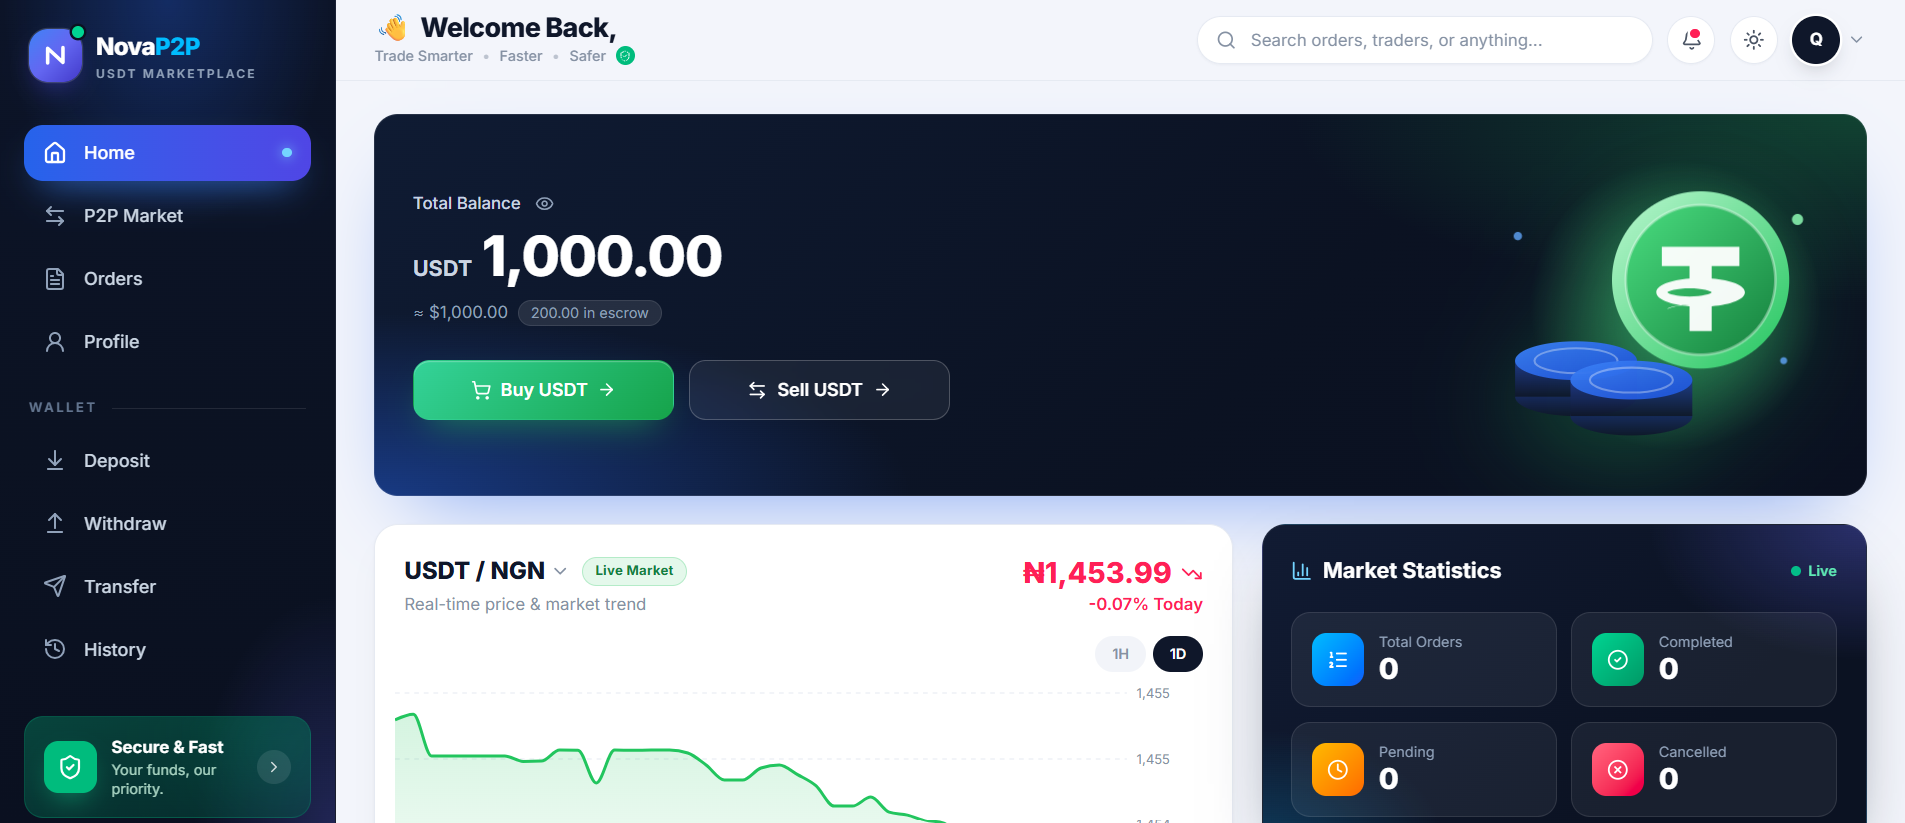 N
NovaP2P
USDT MARKETPLACE
Home
P2P Market
Orders
Profile
WALLET
Deposit
Withdraw
Transfer
History
Secure & Fast
Your funds, our
priority.
👋 Welcome Back,
Trade Smarter • Faster • Safer
Search orders, traders, or anything...
Q
Total Balance
USDT 1,000.00
≈ $1,000.00 200.00 in escrow
Buy USDT →
Sell USDT →
USDT / NGN Live Market
Real-time price & market trend
₦1,453.99
-0.07% Today
1H 1D
1,455
1,455
Market Statistics
Live
Total Orders
0
Completed
0
Pending
0
Cancelled
0